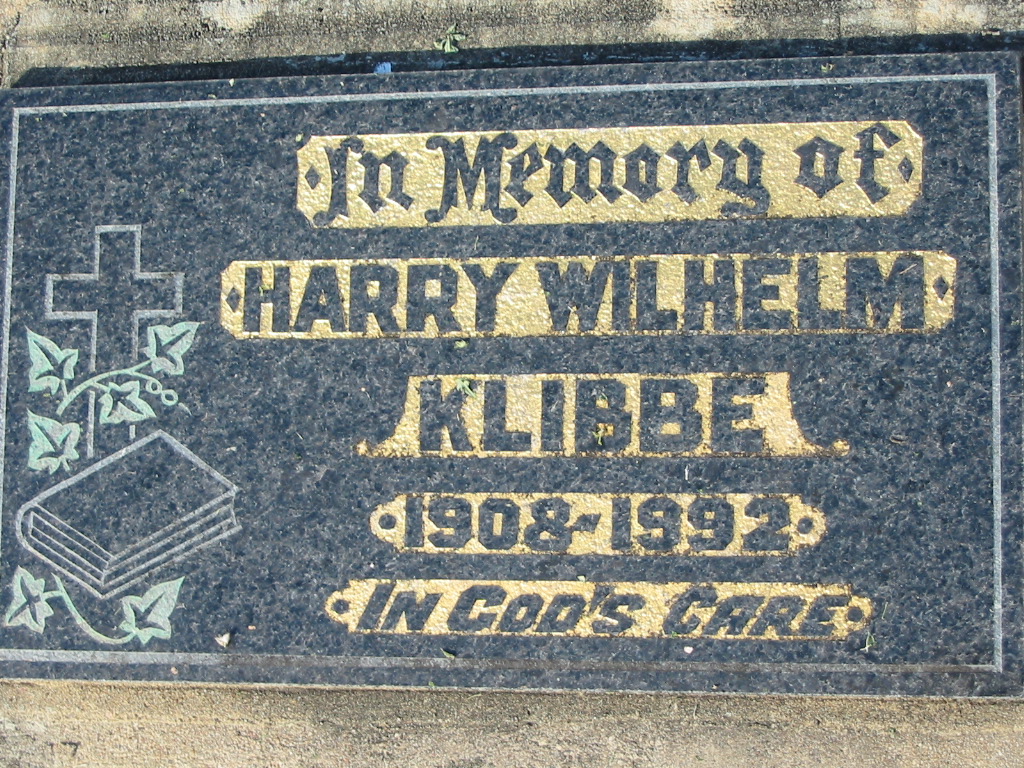 In Memory of
HARRY WILHELM
KLIBBE
1908-1992
IN GOD'S CARE